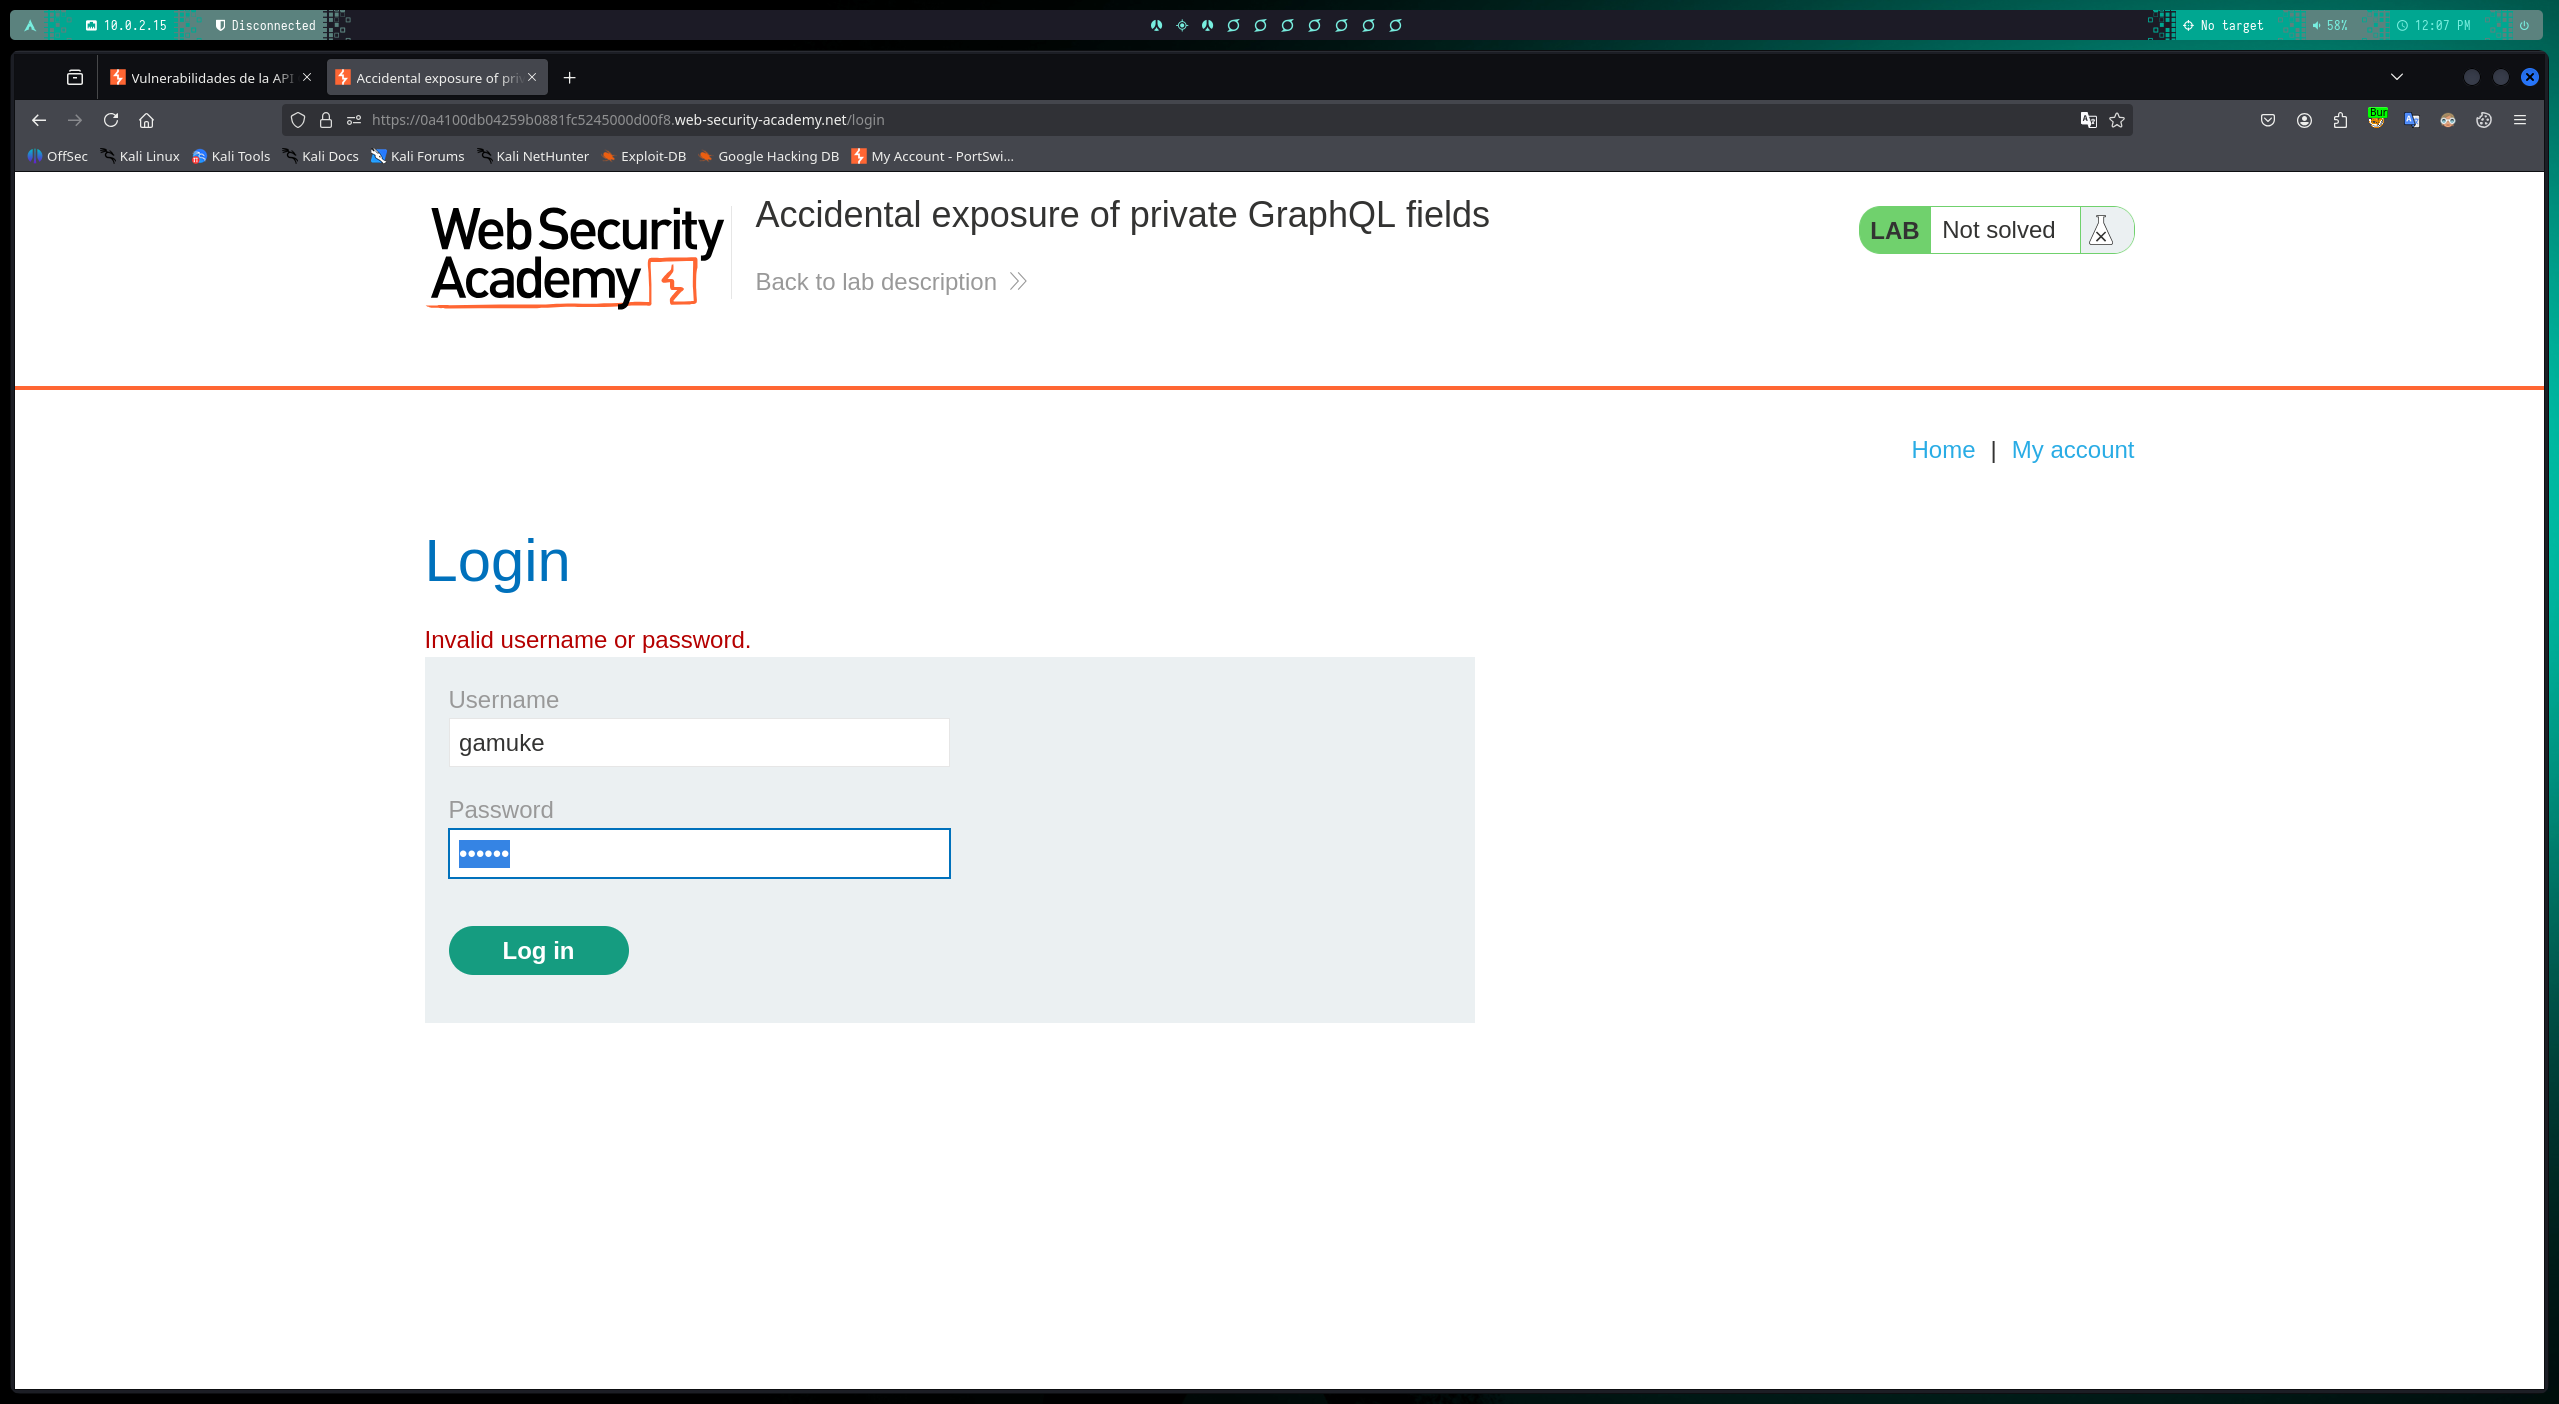 10.0.2.15 Disconnected No target 58% 12:07 PM
Vulnerabilidades de la API Accidental exposure of pri
https://0a4100db04259b0881fc5245000d00f8.web-security-academy.net/login
Bur
OffSec Kali Linux Kali Tools Kali Docs Kali Forums Kali NetHunter Exploit-DB Google Hacking DB My Account - PortSwi...
Web Security
Academy
Accidental exposure of private GraphQL fields
Back to lab description
LAB Not solved
Home | My account
Login
Invalid username or password.
Username
gamuke
Password
••••••
Log in